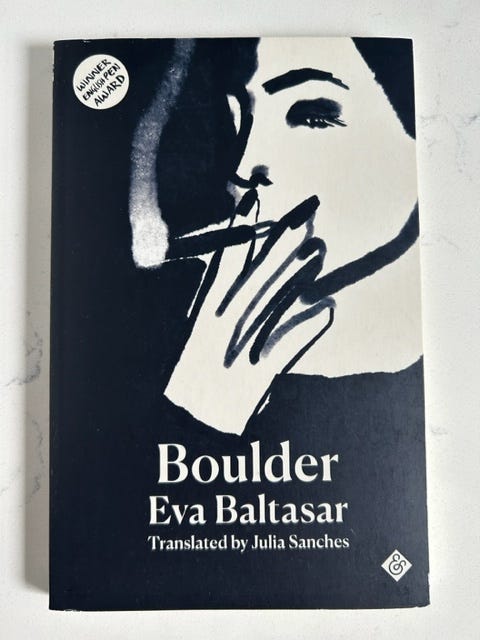 WINNER
ENGLISH PEN
AWARD
Boulder
Eva Baltasar
Translated by Julia Sanches
&